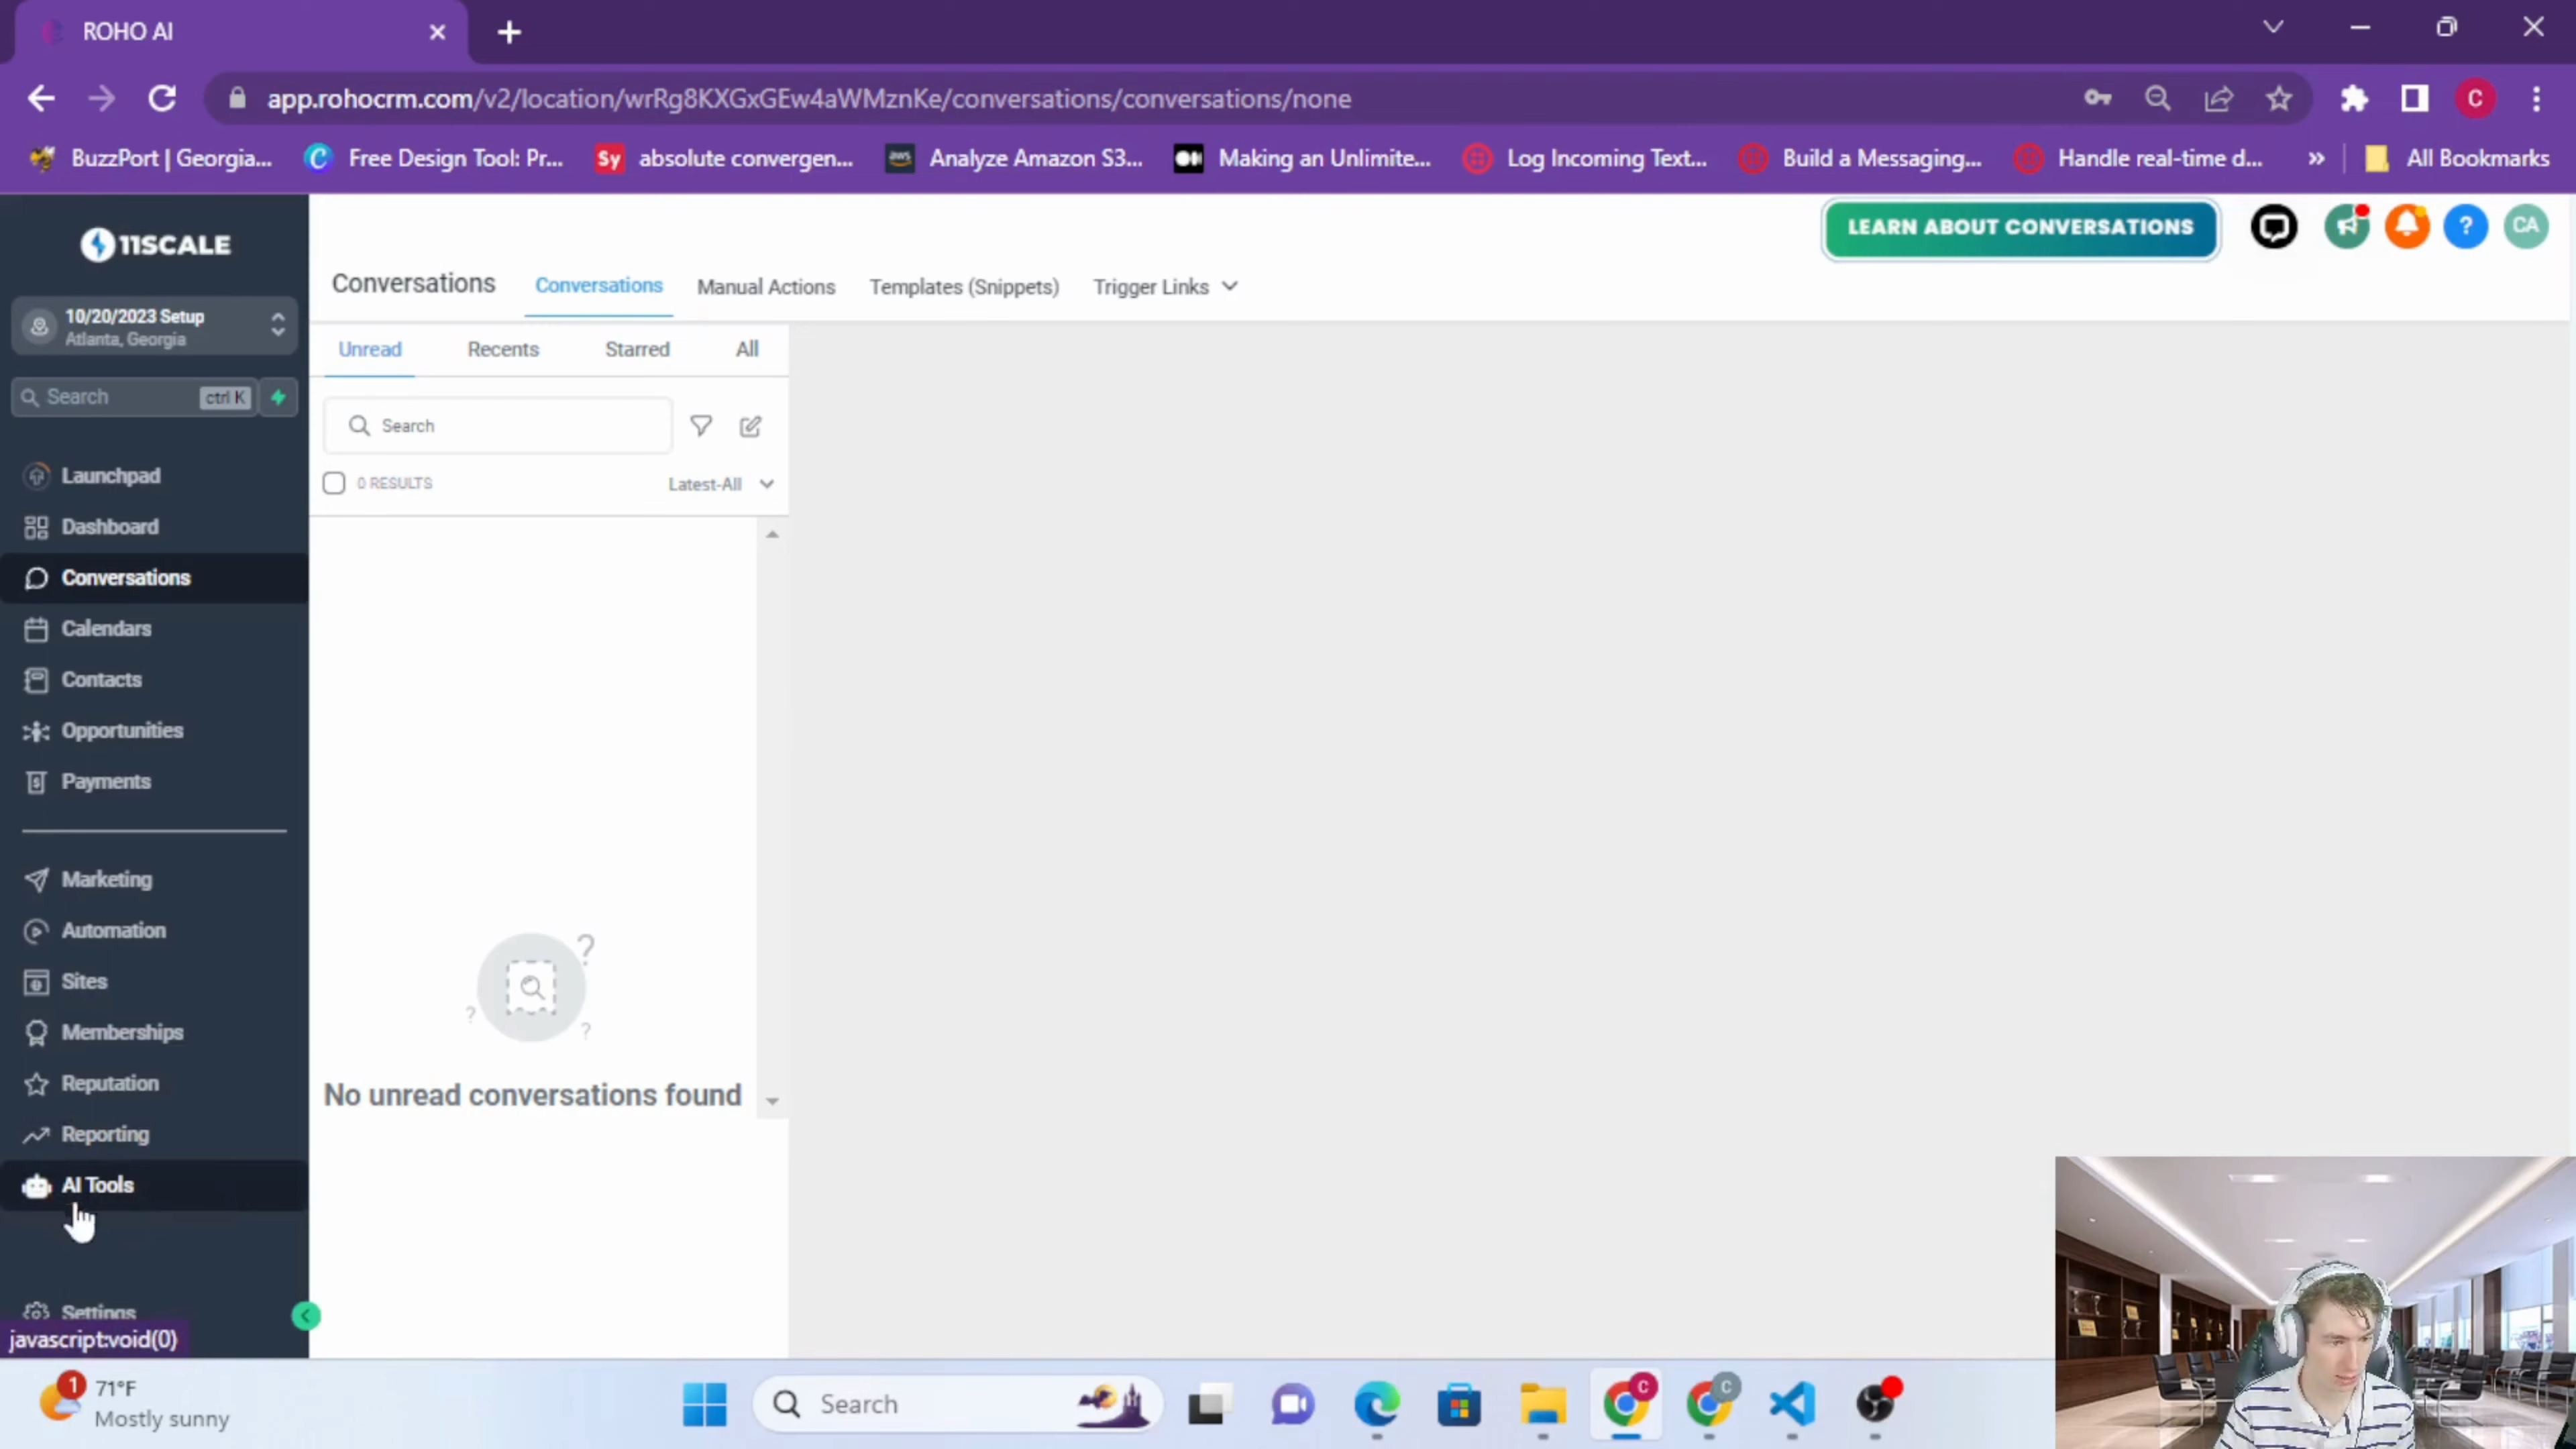 ROHO AI
app.rohocrm.com/v2/location/wrRg8KXGxGEw4aWMznKe/conversations/conversations/none
C
BuzzPort | Georgia... Free Design Tool: Pr... Sy absolute convergen... aws Analyze Amazon S3... Making an Unlimite... Log Incoming Text... Build a Messaging... Handle real-time d... » All Bookmarks
11SCALE
LEARN ABOUT CONVERSATIONS
? CA
Conversations Conversations Manual Actions Templates (Snippets) Trigger Links
10/20/2023 Setup
Atlanta, Georgia
Search ctrl K
Unread Recents Starred All
Search
0 RESULTS Latest-All
Launchpad
Dashboard
Conversations
Calendars
Contacts
Opportunities
Payments
Marketing
Automation
Sites
Memberships
Reputation
Reporting
AI Tools
Settings
? ? ?
No unread conversations found
javascript:void(0)
1
71°F
Mostly sunny
Search
C C